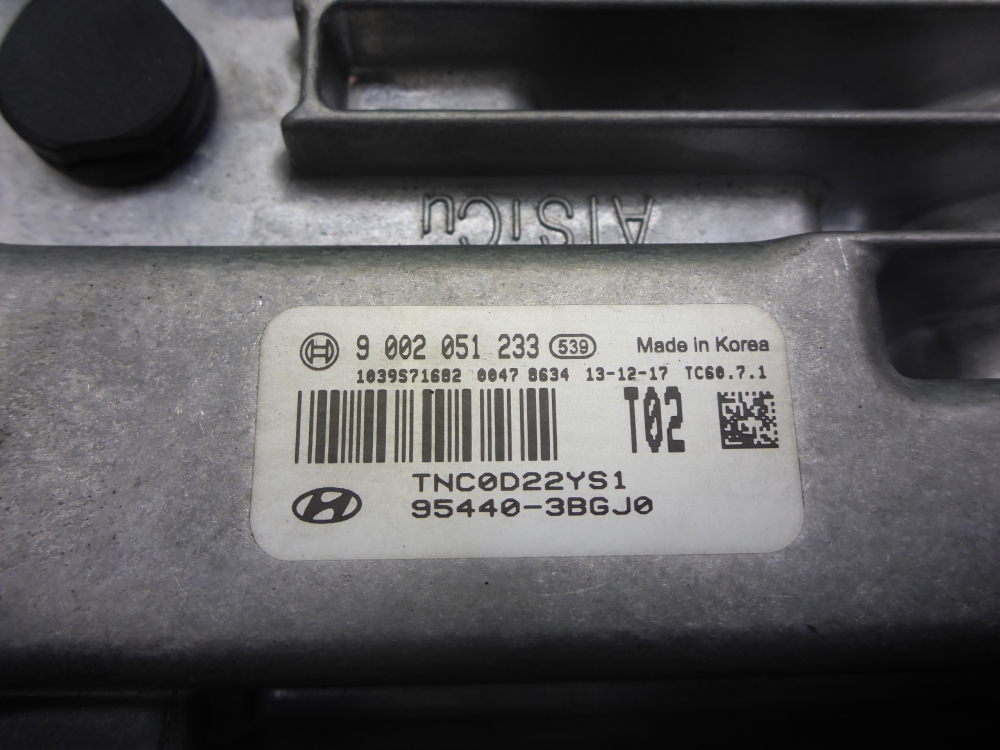 AlSiCu
9 002 051 233 539 Made in Korea
1039S71682 0047 8634 13-12-17 TC60.7.1
T02
TNC0D22YS1
95440-3BGJ0